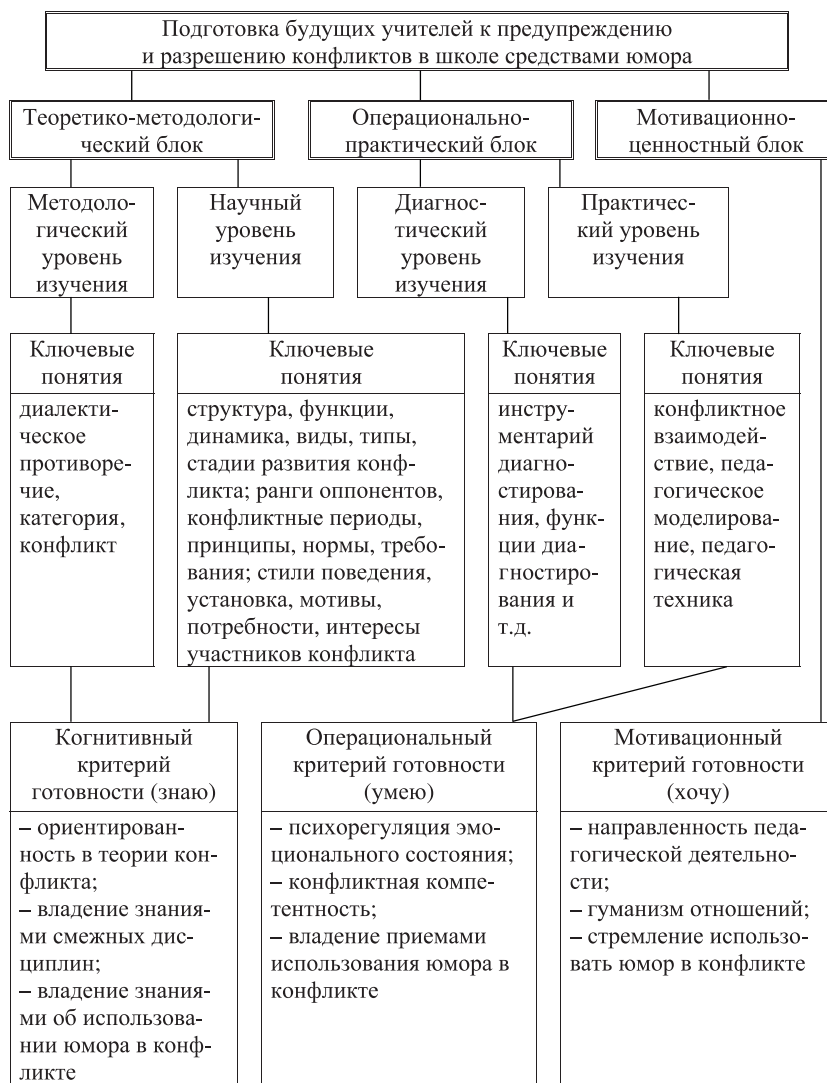 Подготовка будущих учителей к предупреждению
и разрешению конфликтов в школе средствами юмора
Теоретико-методологи-
ческий блок
Операционально-
практический блок
Мотивационно-
ценностный блок
Методоло-
гический
уровень
изучения
Научный
уровень
изучения
Диагнос-
тический
уровень
изучения
Практичес-
кий уровень
изучения
Ключевые
понятия
диалекти-
ческое
противоре-
чие,
категория,
конфликт
Ключевые
понятия
структура, функции,
динамика, виды, типы,
стадии развития конф-
ликта; ранги оппонентов,
конфликтные периоды,
принципы, нормы, требо-
вания; стили поведения,
установка, мотивы,
потребности, интересы
участников конфликта
Ключевые
понятия
инстру-
ментарий
диагно-
стирова-
ния, функ-
ции диа-
гностиро-
вания и
т.д.
Ключевые
понятия
конфликтное
взаимодей-
ствие, педа-
гогическое
моделирова-
ние, педаго-
гическая
техника
Когнитивный
критерий
готовности (знаю)
– ориентирован-
ность в теории кон-
фликта;
– владение знания-
ми смежных дис-
циплин;
– владение знания-
ми об использова-
нии юмора в конф-
ликте
Операциональный
критерий готовности
(умею)
– психорегуляция эмо-
ционального состояния;
– конфликтная компе-
тентность;
– владение приемами
использования юмора в
конфликте
Мотивационный
критерий готовности
(хочу)
– направленность педа-
гогической деятельно-
сти;
– гуманизм отношений;
– стремление использо-
вать юмор в конфликте